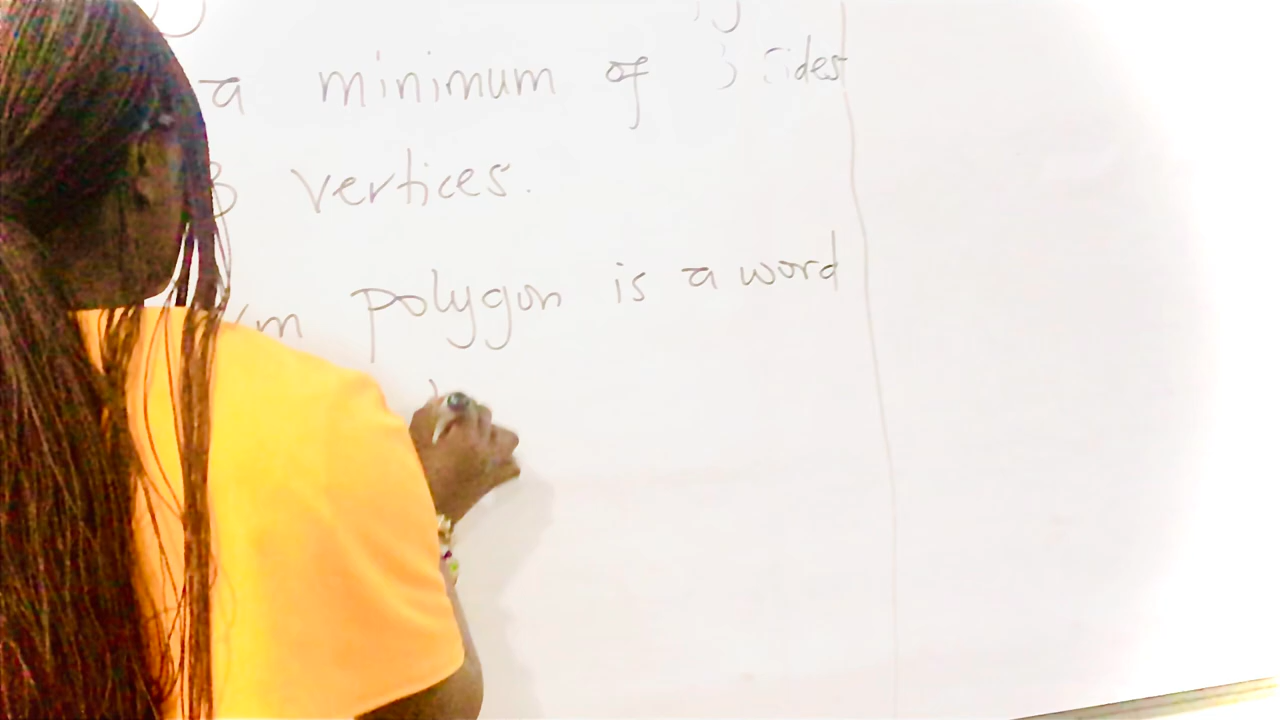 a minimum of 3 sides
3 vertices.
polygon is a word